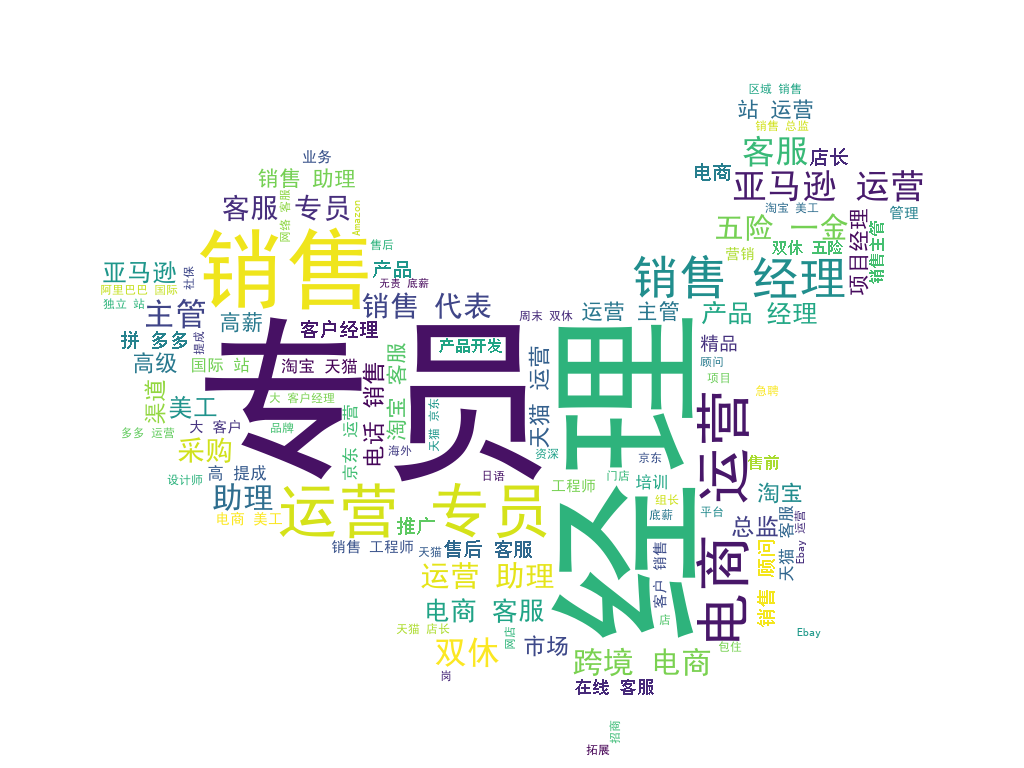 区域 销售
站 运营
销售 总监
客服
店长
业务
电商
销售 助理
亚马逊 运营
客服 专员
网络 客服
Amazon
淘宝 美工
管理
五险 一金
项目经理
销售主管
销售
售后
双休 五险
营销
亚马逊
社保
产品
无责 底薪
销售 经理
阿里巴巴 国际
独立 站
主管
高薪
客户经理
销售 代表
周末 双休
运营 主管
产品 经理
拼 多多
提成
专员
产品开发
经理
精品
高级
国际 站
淘宝 天猫
电话 销售
淘宝 客服
天猫 运营
顾问
项目
急聘
渠道
美工
大 客户经理
京东 运营
天猫 京东
电商 运营
多多 运营
大 客户
品牌
采购
海外
资深
京东
售前
设计师
高 提成
日语
工程师
门店
培训
助理
运营 专员
组长
淘宝
电商 美工
推广
底薪
平台
总监
天猫 客服
Ebay 运营
销售 工程师
天猫
售后 客服
客户 销售
销售 顾问
运营 助理
电商 客服
店
天猫 店长
网店
Ebay
双休
市场
包住
岗
跨境 电商
在线 客服
招商
拓展